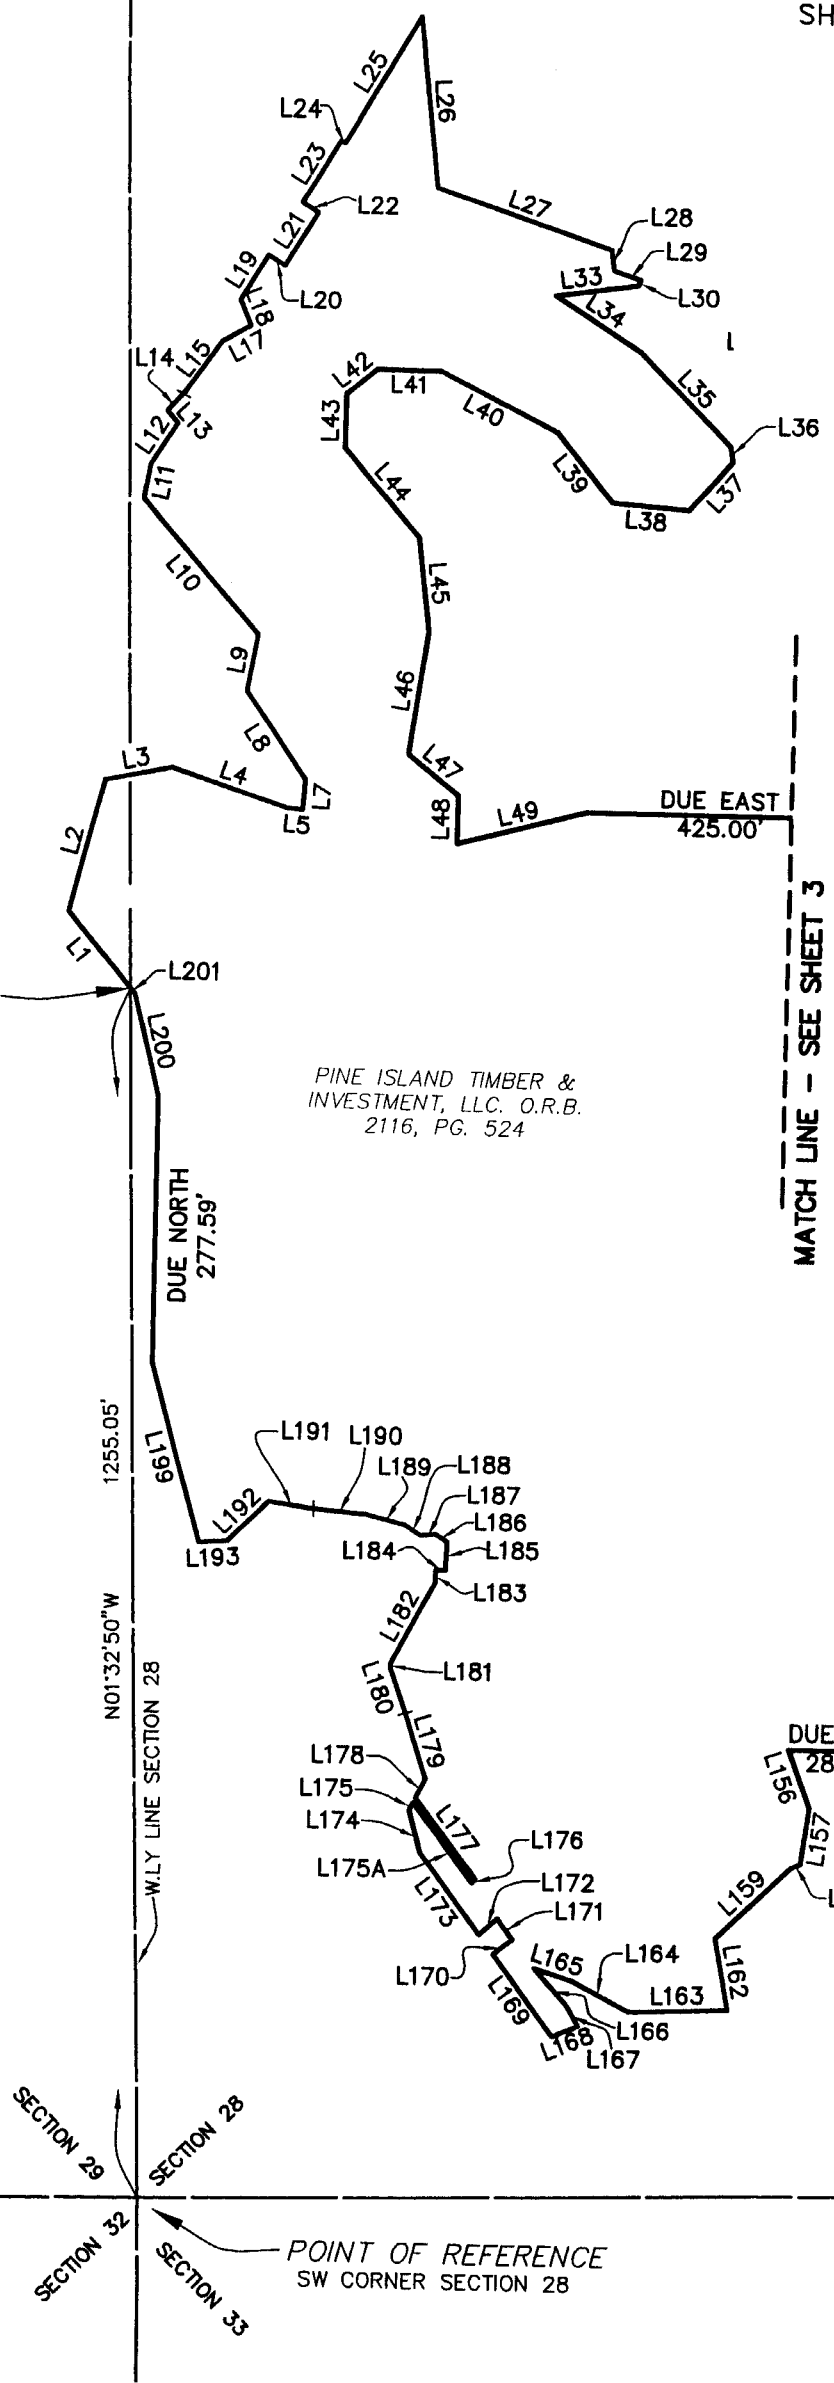 SH
L25
L24
L26
L23
L22
L27
L21
L28
L19
L29
L20
L33
L30
L18
L34
L17
L15
L14
L42
L41
L35
L13
L40
L43
L12
L36
L11
L39
L37
L44
L38
L10
L45
L9
L46
L8
L47
L3
L4
L7
L5
L48
L49
DUE EAST
425.00'
L2
L1
L201
L200
MATCH LINE - SEE SHEET 3
PINE ISLAND TIMBER &
INVESTMENT, LLC. O.R.B.
2116, PG. 524
DUE NORTH
277.59'
1255.05'
L199
L191
L190
L189
L188
L187
L192
L186
L193
L184
L185
L183
L182
N01°32'50"W
W.LY LINE SECTION 28
L181
L180
L179
DUE
28
L156
L178
L175
L174
L177
L176
L157
L175A
L172
L159
L173
L171
L170
L165
L164
L162
L169
L163
L166
L168
L167
SECTION 29
SECTION 28
SECTION 32
SECTION 33
POINT OF REFERENCE
SW CORNER SECTION 28